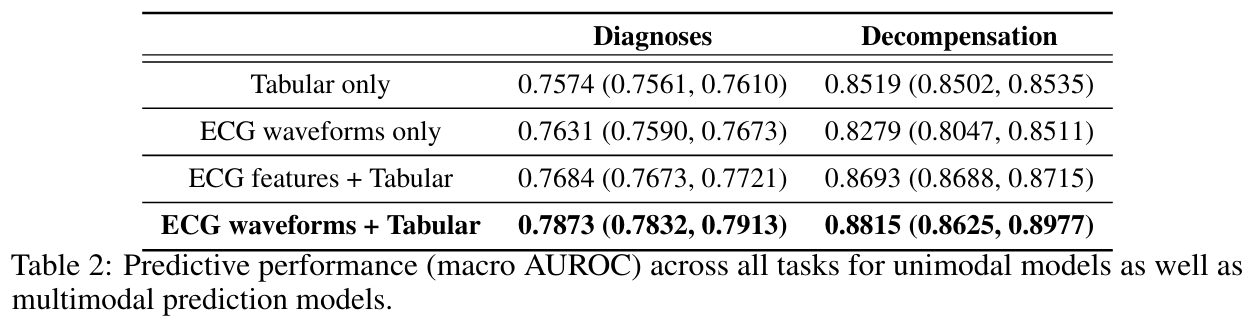 Diagnoses Decompensation
Tabular only 0.7574 (0.7561, 0.7610) 0.8519 (0.8502, 0.8535)
ECG waveforms only 0.7631 (0.7590, 0.7673) 0.8279 (0.8047, 0.8511)
ECG features + Tabular 0.7684 (0.7673, 0.7721) 0.8693 (0.8688, 0.8715)
ECG waveforms + Tabular 0.7873 (0.7832, 0.7913) 0.8815 (0.8625, 0.8977)
Table 2: Predictive performance (macro AUROC) across all tasks for unimodal models as well as
multimodal prediction models.